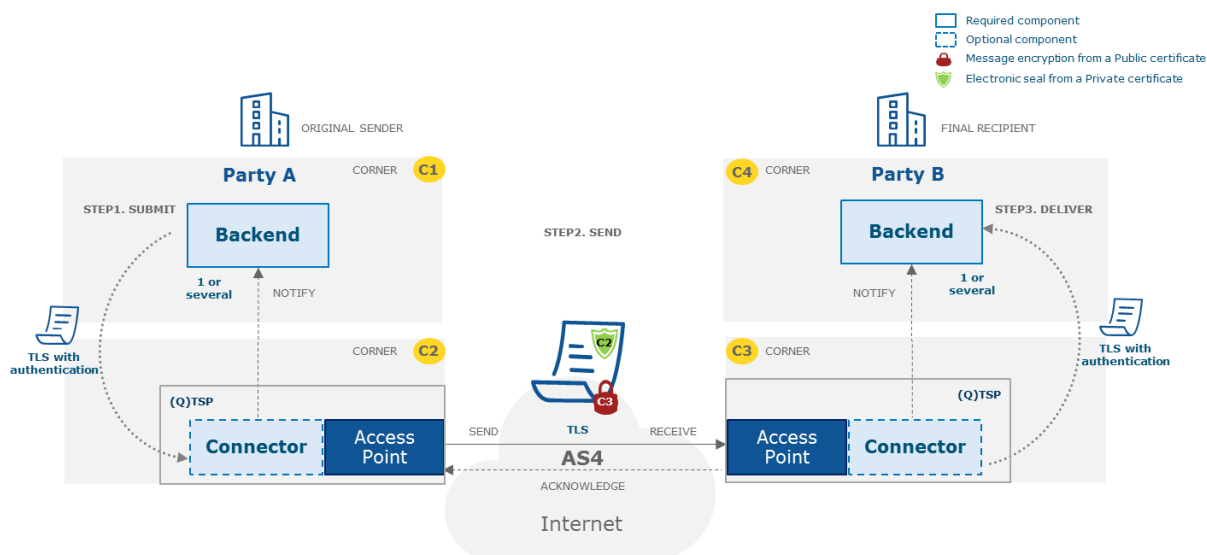 Required component
Optional component
Message encryption from a Public certificate
Electronic seal from a Private certificate
ORIGINAL SENDER
FINAL RECIPIENT
CORNER
C1
C4
CORNER
Party A
Party B
STEP1. SUBMIT
STEP3. DELIVER
Backend
STEP2. SEND
Backend
1 or
several
NOTIFY
NOTIFY
1 or
several
TLS with
authentication
TLS with
authentication
CORNER
C2
C2
C3
CORNER
C3
(Q)TSP
(Q)TSP
Connector
Access
Point
SEND
TLS
RECEIVE
AS4
ACKNOWLEDGE
Internet
Access
Point
Connector